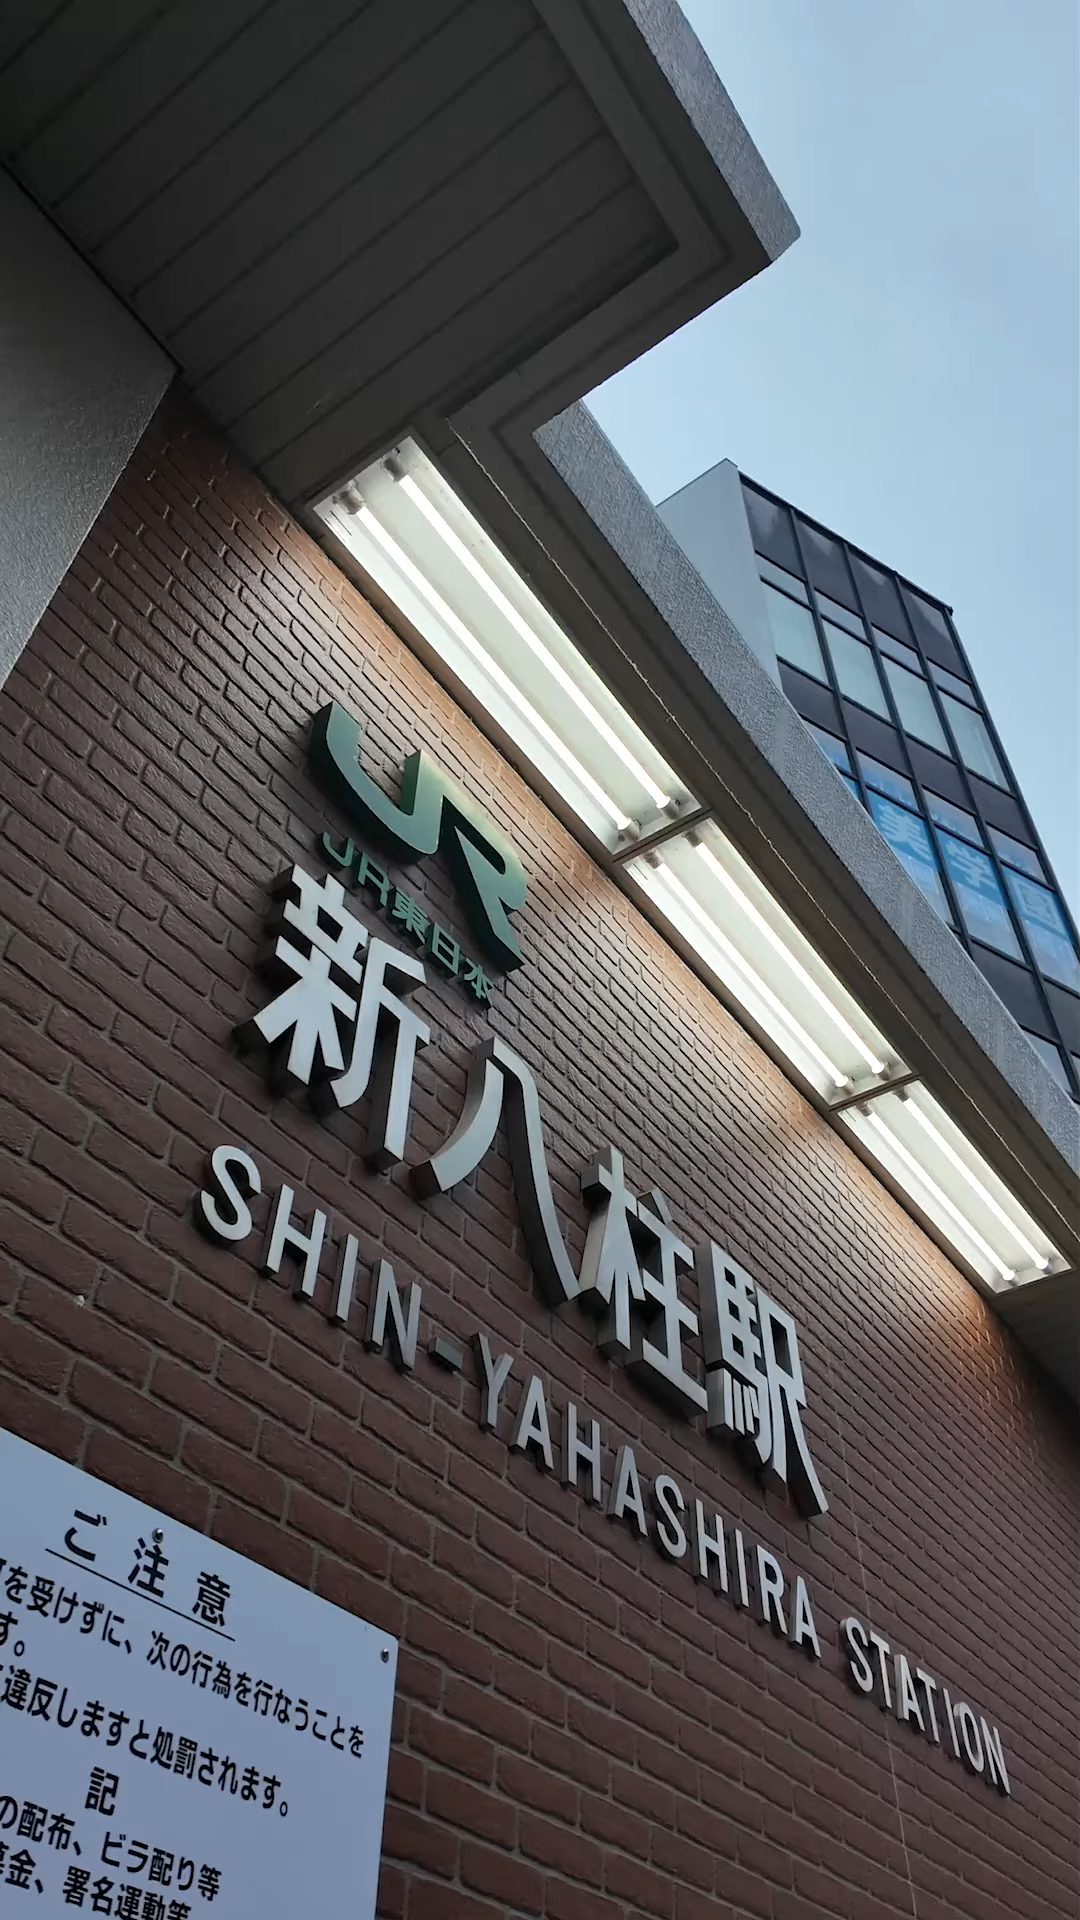 JR
JR東日本
新八柱駅
SHIN-YAHASHIRA STATION
ご注意
を受けずに、次の行為を行なうことを
す。
違反しますと処罰されます。
記
の配布、ビラ配り等
募金、署名運動等
美学園